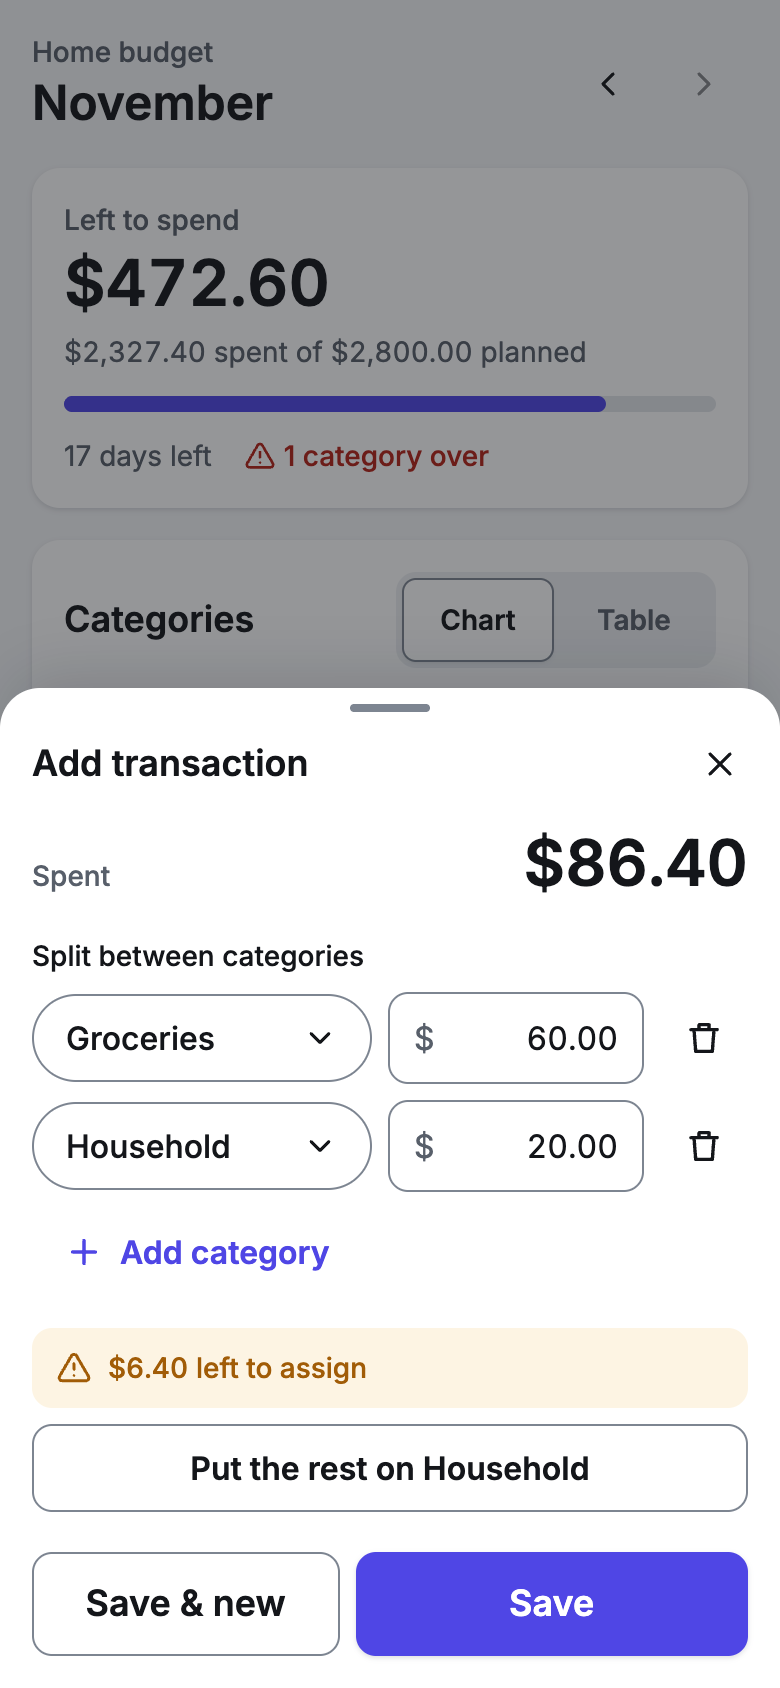 Home budget
November
Left to spend
$472.60
$2,327.40 spent of $2,800.00 planned
17 days left 1 category over
Categories Chart Table
Add transaction
Spent $86.40
Split between categories
Groceries $ 60.00
Household $ 20.00
Add category
$6.40 left to assign
Put the rest on Household
Save & new Save